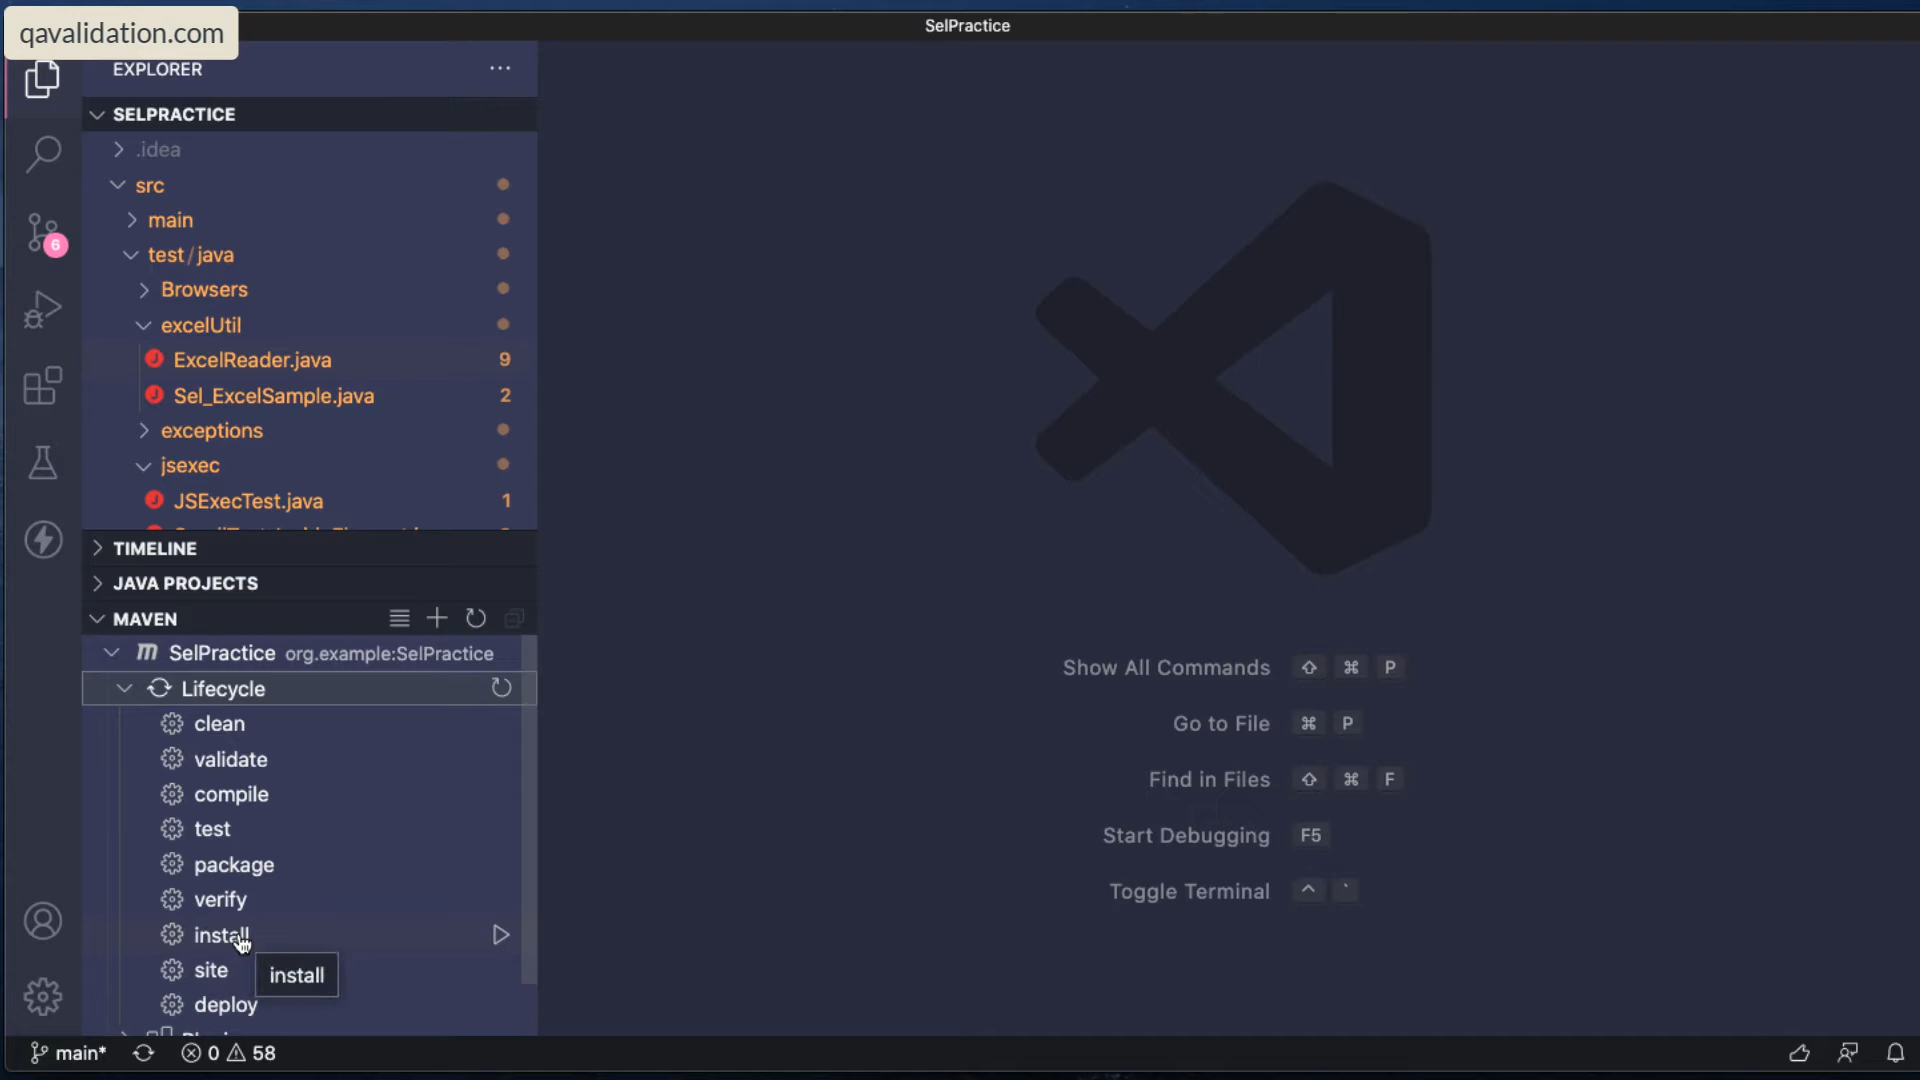 qavalidation.com
SelPractice
EXPLORER
SELPRACTICE
.idea
src
main
test / java
Browsers
excelUtil
ExcelReader.java 9
Sel_ExcelSample.java 2
exceptions
jsexec
JSExecTest.java 1
TIMELINE
JAVA PROJECTS
MAVEN
SelPractice org.example:SelPractice
Lifecycle
clean
validate
compile
test
package
verify
install
site
install
deploy
6
Show All Commands ⇧ ⌘ P
Go to File ⌘ P
Find in Files ⇧ ⌘ F
Start Debugging F5
Toggle Terminal ^ `
main* 0 58